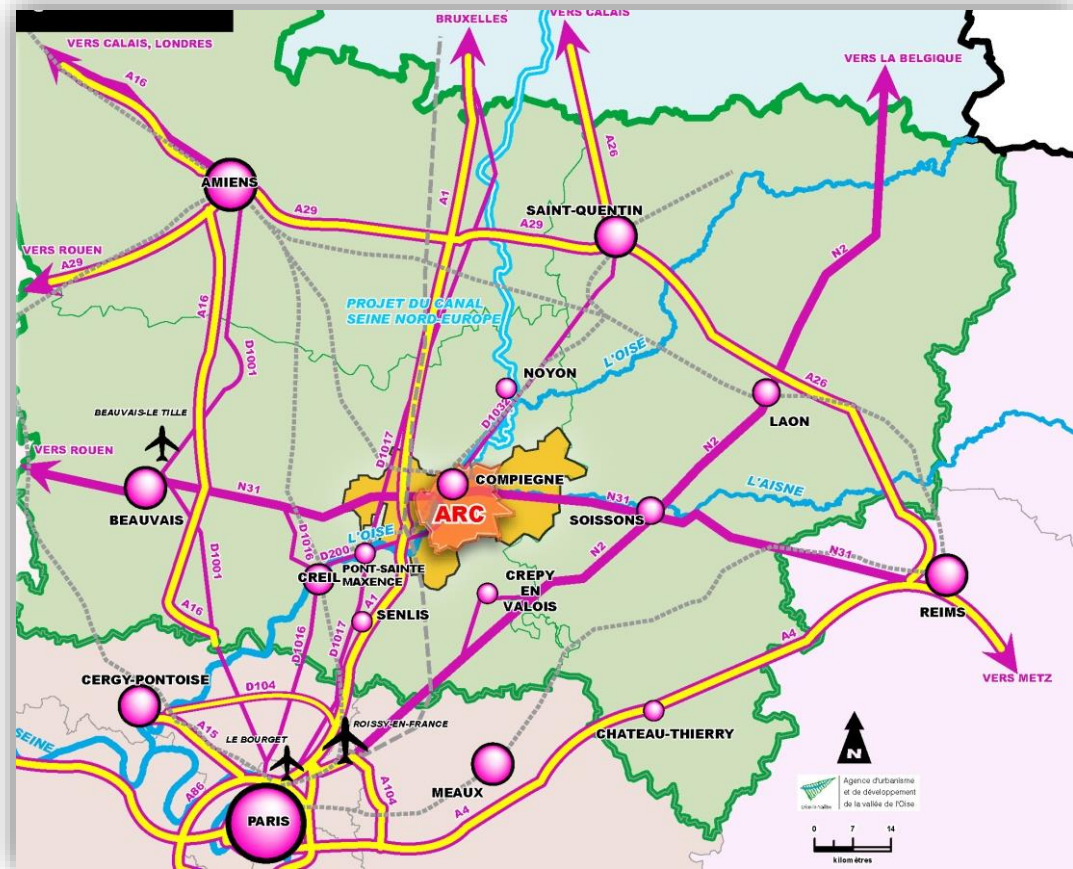 BRUXELLES
VERS CALAIS
VERS CALAIS, LONDRES
VERS LA BELGIQUE
A16
A1
A26
AMIENS
SAINT-QUENTIN
A29
A29
N2
VERS ROUEN
A29
A16
PROJET DU CANAL
SEINE NORD-EUROPE
L'OISE
D1001
NOYON
A26
D1032
LAON
BEAUVAIS-LE TILLE
D1017
N2
VERS ROUEN
COMPIEGNE
L'AISNE
N31
N31
BEAUVAIS
ARC
SOISSONS
L'OISE
D1016
D200
N2
N31
PONT-SAINTE
MAXENCE
CREIL
D1001
CREPY
EN
VALOIS
A1
SENLIS
REIMS
A16
D1016
D1017
A4
VERS METZ
CERGY-PONTOISE
D104
ROISSY-EN-FRANCE
A15
LE BOURGET
CHATEAU-THIERRY
SEINE
N
A86
A104
MEAUX
A4
PARIS
Agence d'urbanisme
et de développement
de la vallée de l'Oise
0 7 14
kilomètres